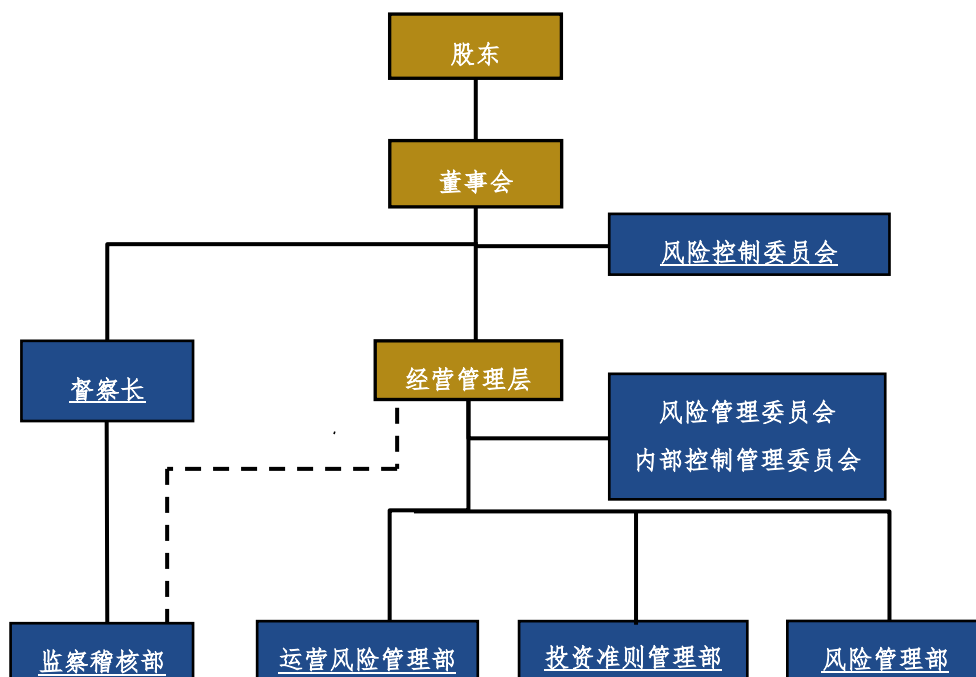 股东
董事会
风险控制委员会
督察长
经营管理层
风险管理委员会
内部控制管理委员会
监察稽核部
运营风险管理部
投资准则管理部
风险管理部